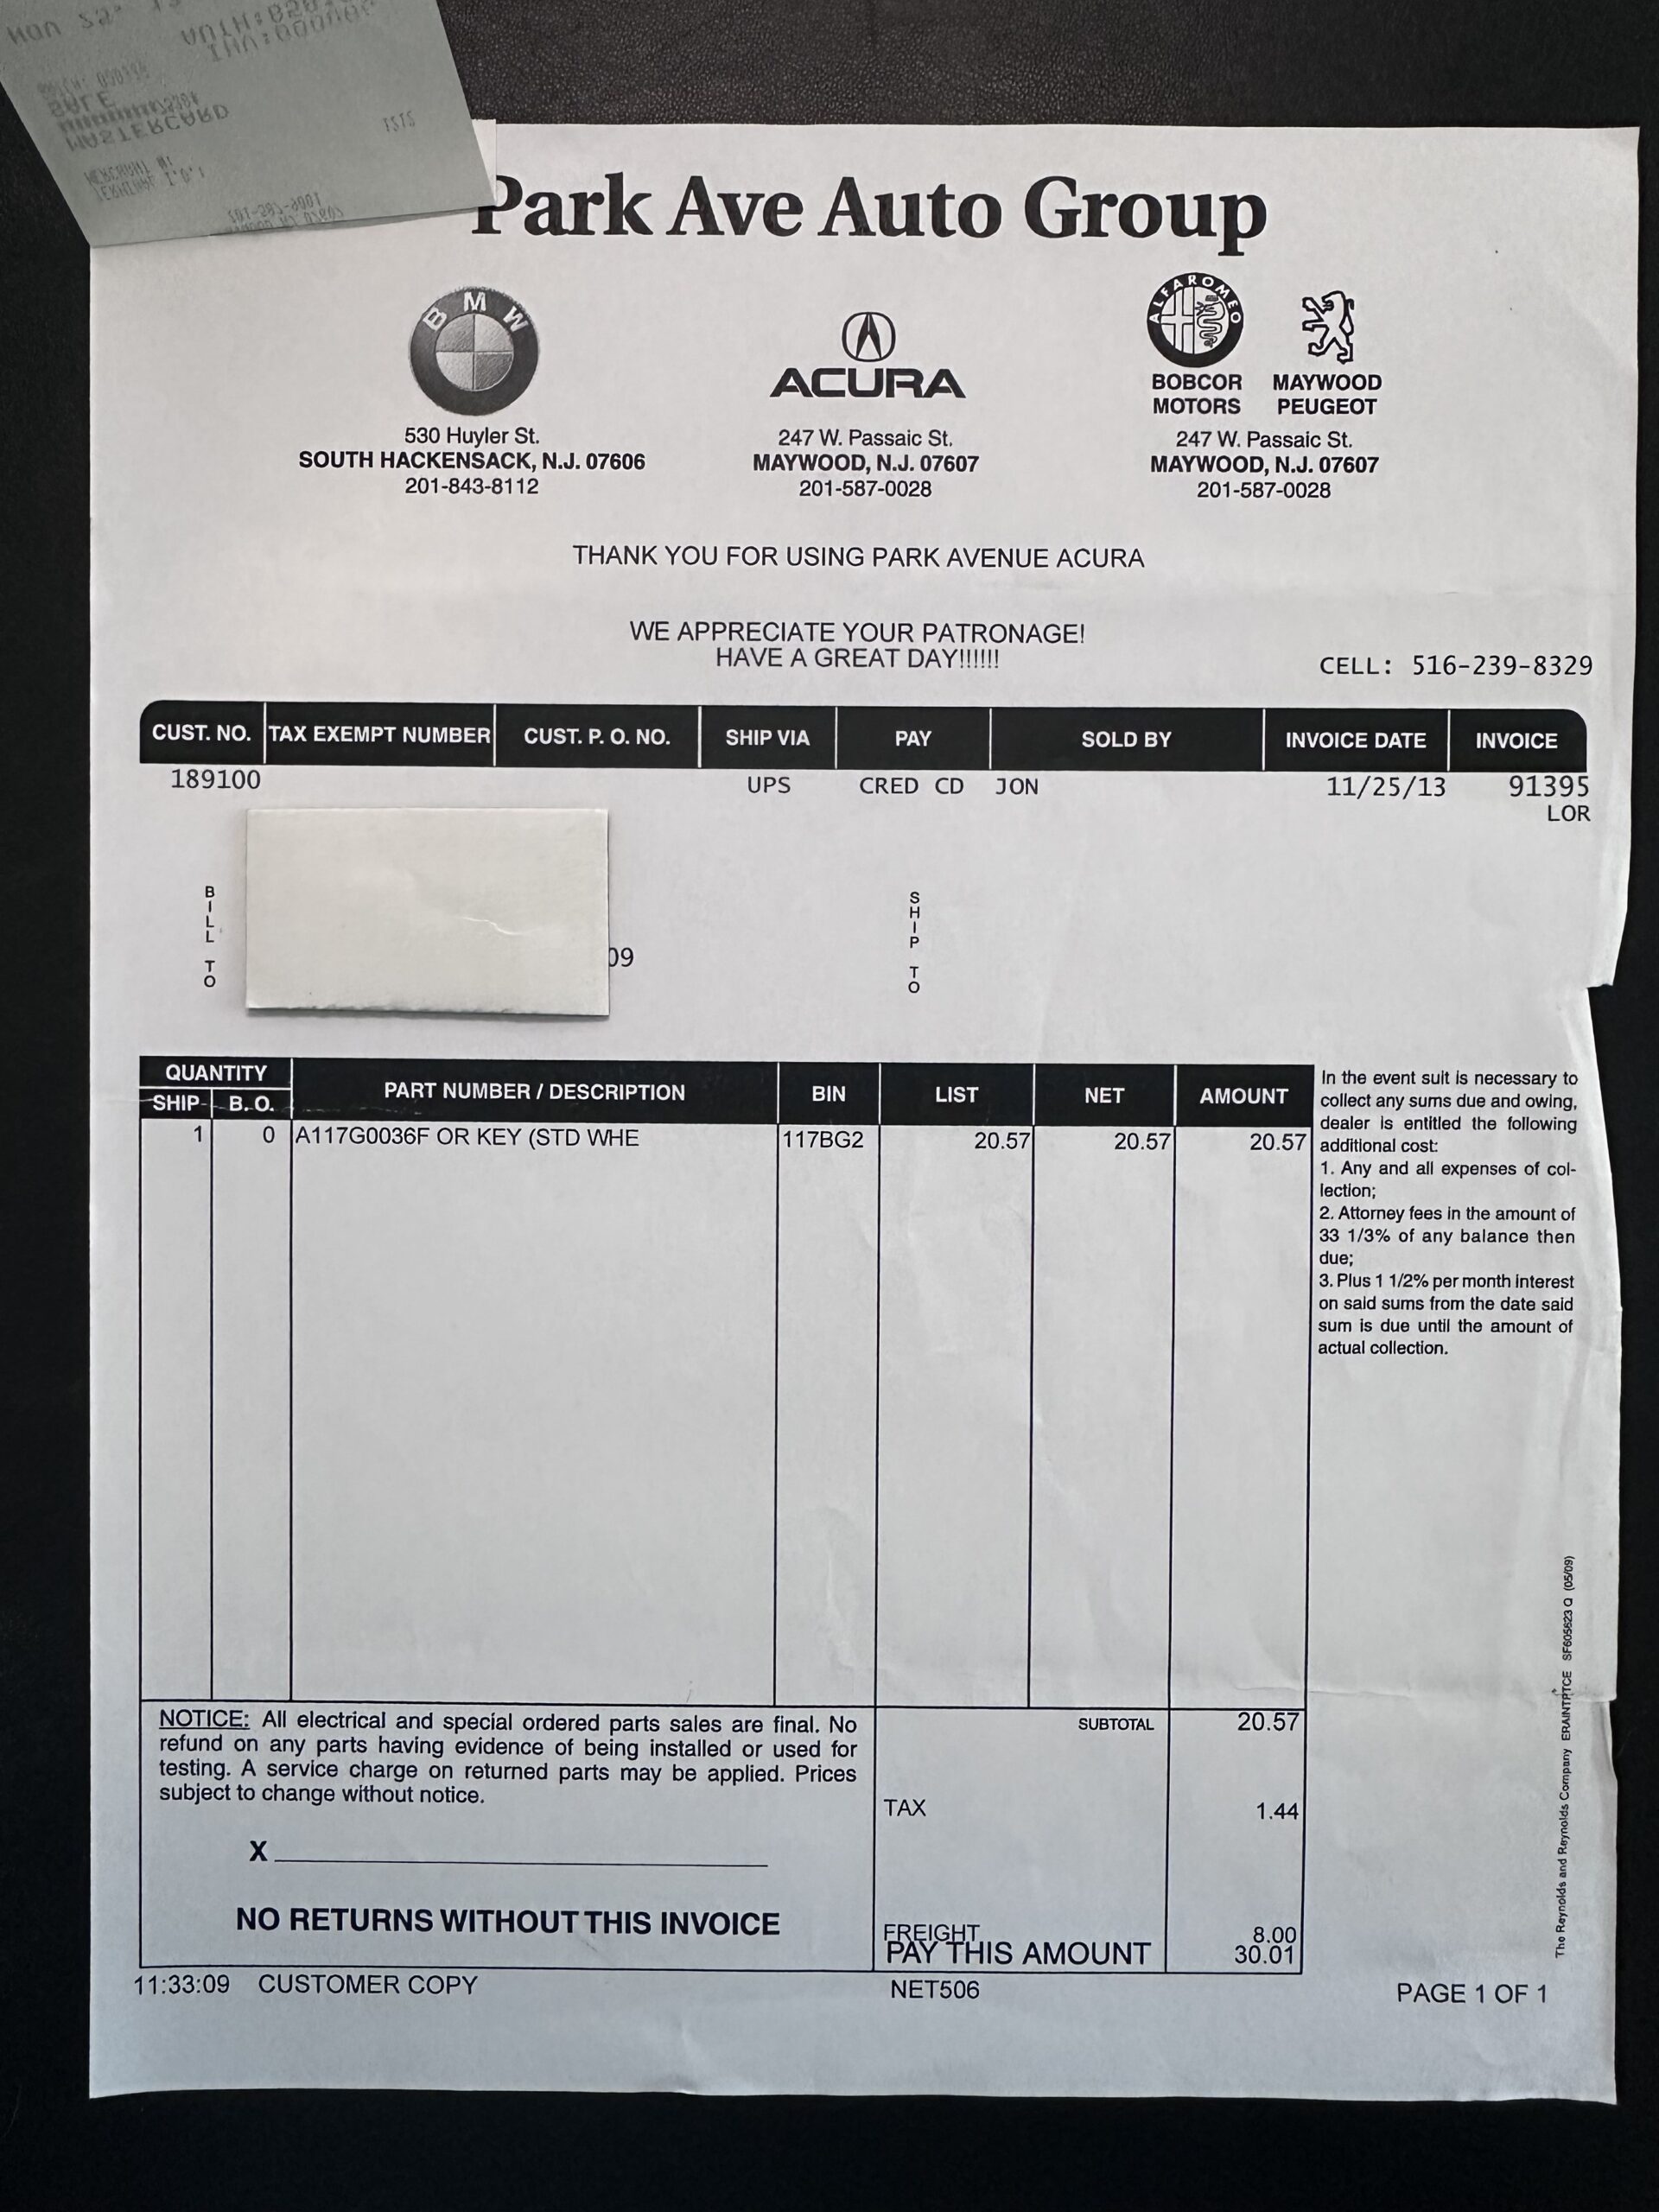 SALE
MASTERCARD
Park Ave Auto Group
BMW
530 Huyler St.
SOUTH HACKENSACK, N.J. 07606
201-843-8112
ACURA
247 W. Passaic St.
MAYWOOD, N.J. 07607
201-587-0028
ALFA ROMEO
BOBCOR MAYWOOD
MOTORS PEUGEOT
247 W. Passaic St.
MAYWOOD, N.J. 07607
201-587-0028
THANK YOU FOR USING PARK AVENUE ACURA
WE APPRECIATE YOUR PATRONAGE!
HAVE A GREAT DAY!!!!!!
CELL: 516-239-8329
CUST. NO. TAX EXEMPT NUMBER CUST. P. O. NO. SHIP VIA PAY SOLD BY INVOICE DATE INVOICE
189100 UPS CRED CD JON 11/25/13 91395
LOR
BILL TO
09
SHIP TO
QUANTITY
SHIP B. O. PART NUMBER / DESCRIPTION BIN LIST NET AMOUNT
1 0 A117G0036F OR KEY (STD WHE 117BG2 20.57 20.57 20.57
In the event suit is necessary to
collect any sums due and owing,
dealer is entitled the following
additional cost:
1. Any and all expenses of col-
lection;
2. Attorney fees in the amount of
33 1/3% of any balance then
due;
3. Plus 1 1/2% per month interest
on said sums from the date said
sum is due until the amount of
actual collection.
The Reynolds and Reynolds Company ERAINTPTCE SF605623 Q (05/09)
NOTICE: All electrical and special ordered parts sales are final. No
refund on any parts having evidence of being installed or used for
testing. A service charge on returned parts may be applied. Prices
subject to change without notice.
X
NO RETURNS WITHOUT THIS INVOICE
SUBTOTAL 20.57
TAX 1.44
FREIGHT 8.00
PAY THIS AMOUNT 30.01
11:33:09 CUSTOMER COPY NET506 PAGE 1 OF 1